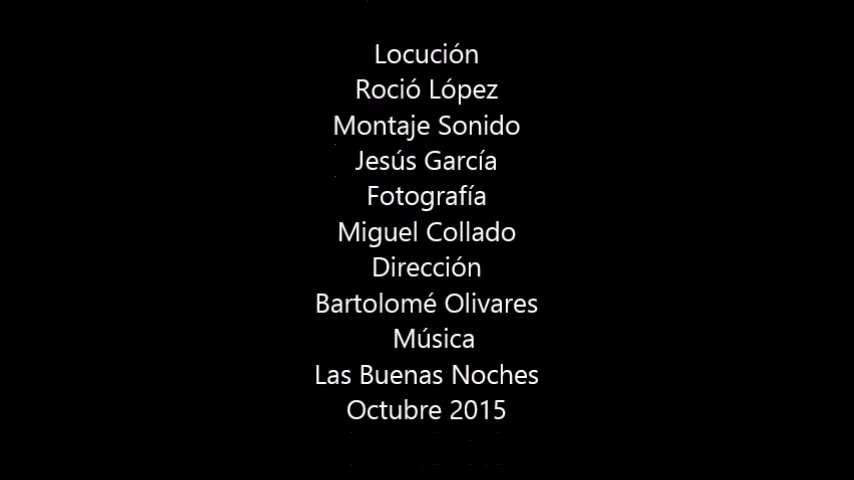 Locución
Roció López
Montaje Sonido
Jesús García
Fotografía
Miguel Collado
Dirección
Bartolomé Olivares
Música
Las Buenas Noches
Octubre 2015